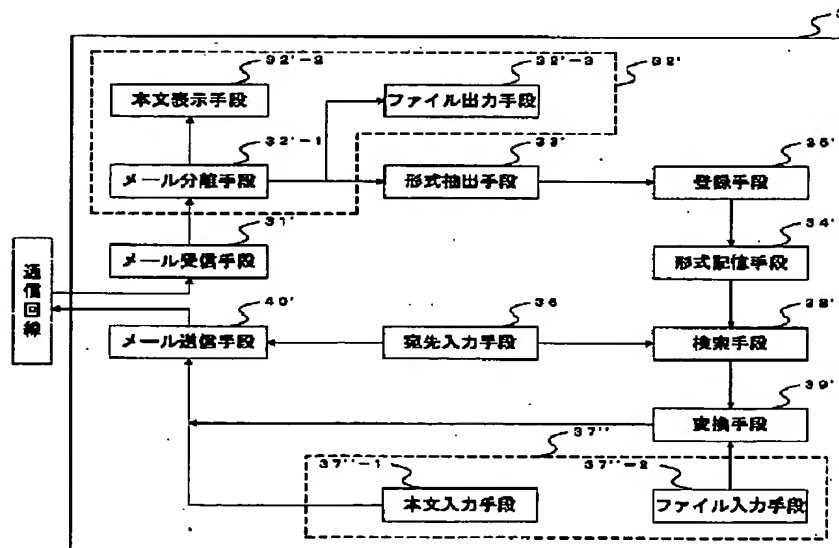 3
32'-2
32'-3
32'
本文表示手段
ファイル出力手段
32'-1
33'
35'
メール分離手段
形式抽出手段
登録手段
31'
34'
メール受信手段
形式記憶手段
通信回線
40'
36
38'
メール送信手段
宛先入力手段
検索手段
39'
変換手段
37''
37''-1
37''-2
本文入力手段
ファイル入力手段